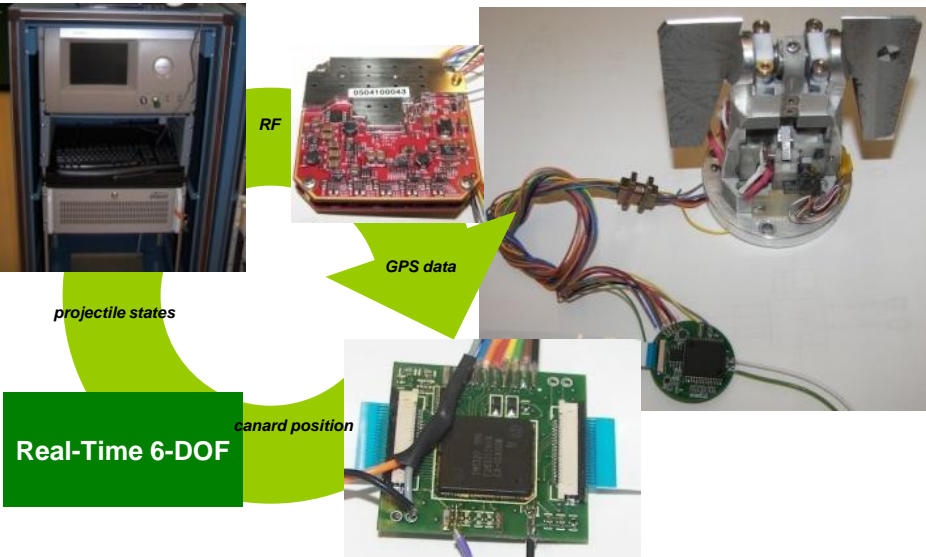 RF
0504100043
GPS data
projectile states
canard position
Real-Time 6-DOF